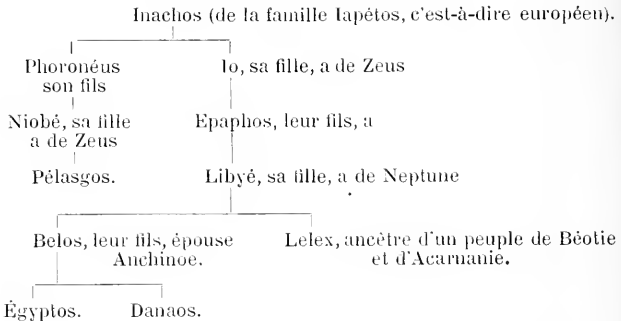 Inachos (de la famille Iapétos, c'est-à-dire européen).
Phoronéus
son fils
Io, sa fille, a de Zeus
Niobé, sa fille
a de Zeus
Epaphos, leur fils, a
Pélasgos.
Libyé, sa fille, a de Neptune
Belos, leur fils, épouse
Anchinoe.
Lelex, ancêtre d'un peuple de Béotie
et d'Acarnanie.
Égyptos.
Danaos.